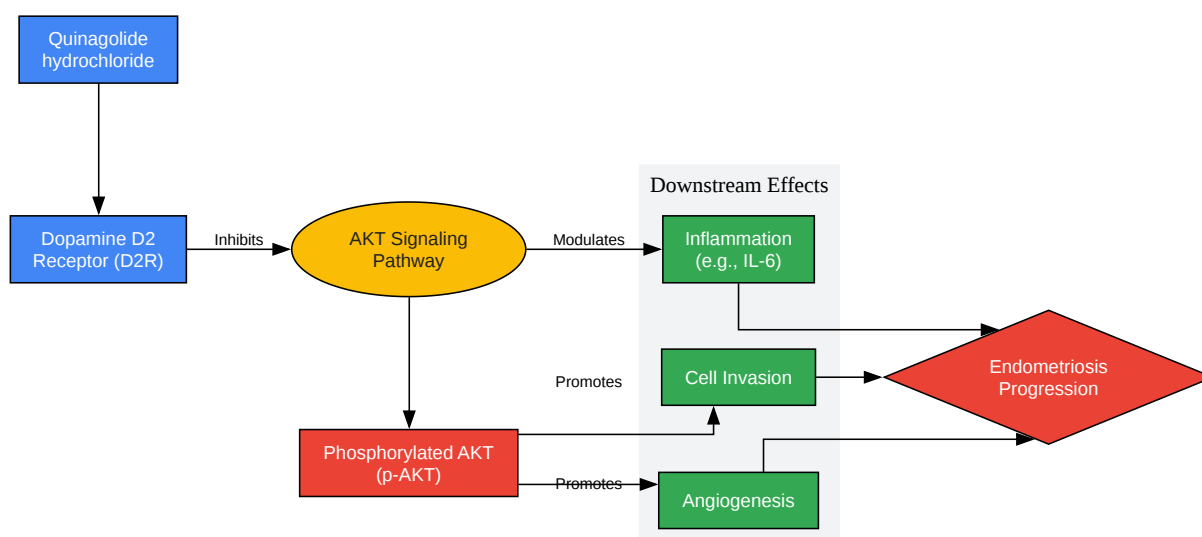 Quinagolide
hydrochloride
Downstream Effects
Dopamine D2
Receptor (D2R)
Inhibits
AKT Signaling
Pathway
Modulates
Inflammation
(e.g., IL-6)
Promotes
Cell Invasion
Endometriosis
Progression
Phosphorylated AKT
(p-AKT)
Promotes
Angiogenesis